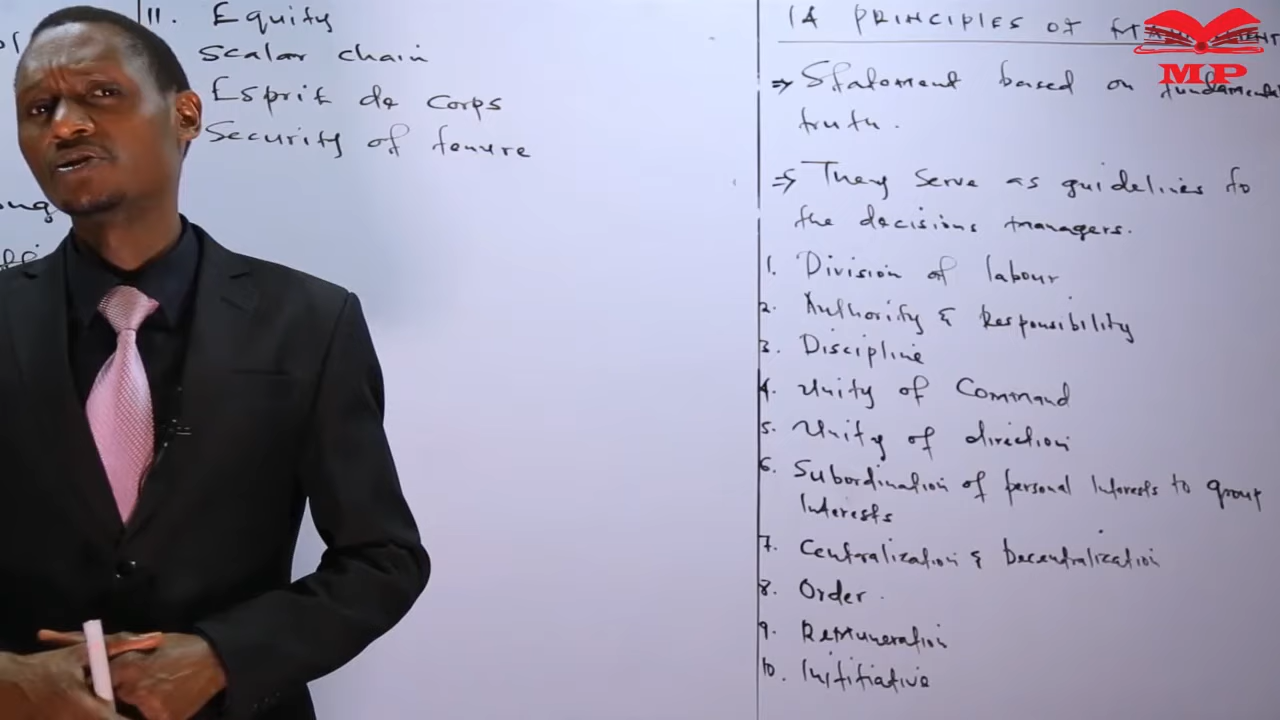 11. Equity
Scalar chain
Esprit de corps
Security of tenure
14 PRINCIPLES OF
⇒ Statement based on fundamental
truth.
⇒ They serve as guidelines to
the decisions managers.
1. Division of labour
2. Authority & Responsibility
3. Discipline
4. Unity of Command
5. Unity of direction
6. Subordination of personal Interests to group
Interests
7. Centralization & Decentralization
8. Order.
9. Remuneration
10. Initiative
MP